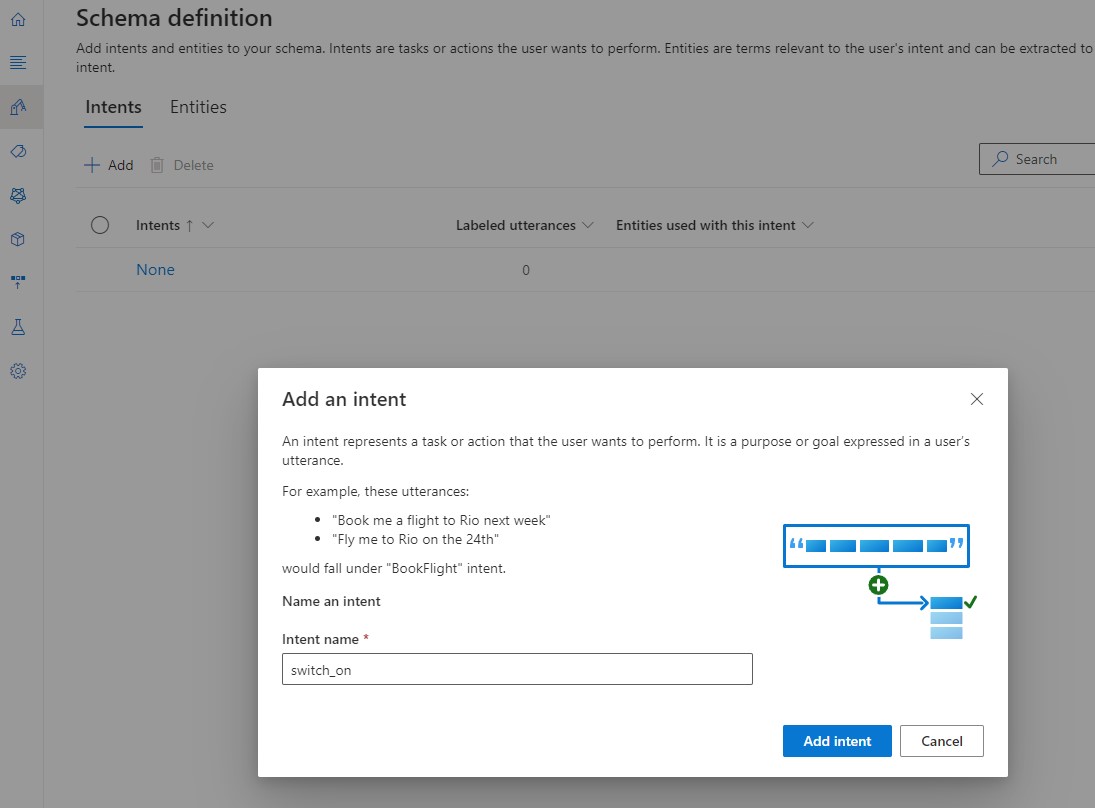 Schema definition
Add intents and entities to your schema. Intents are tasks or actions the user wants to perform. Entities are terms relevant to the user's intent and can be extracted to
intent.
Intents Entities
Add Delete
Search
Intents ↑ Labeled utterances Entities used with this intent
None 0
Add an intent
An intent represents a task or action that the user wants to perform. It is a purpose or goal expressed in a user's
utterance.
For example, these utterances:
• "Book me a flight to Rio next week"
• "Fly me to Rio on the 24th"
would fall under "BookFlight" intent.
Name an intent
Intent name *
switch_on
Add intent Cancel